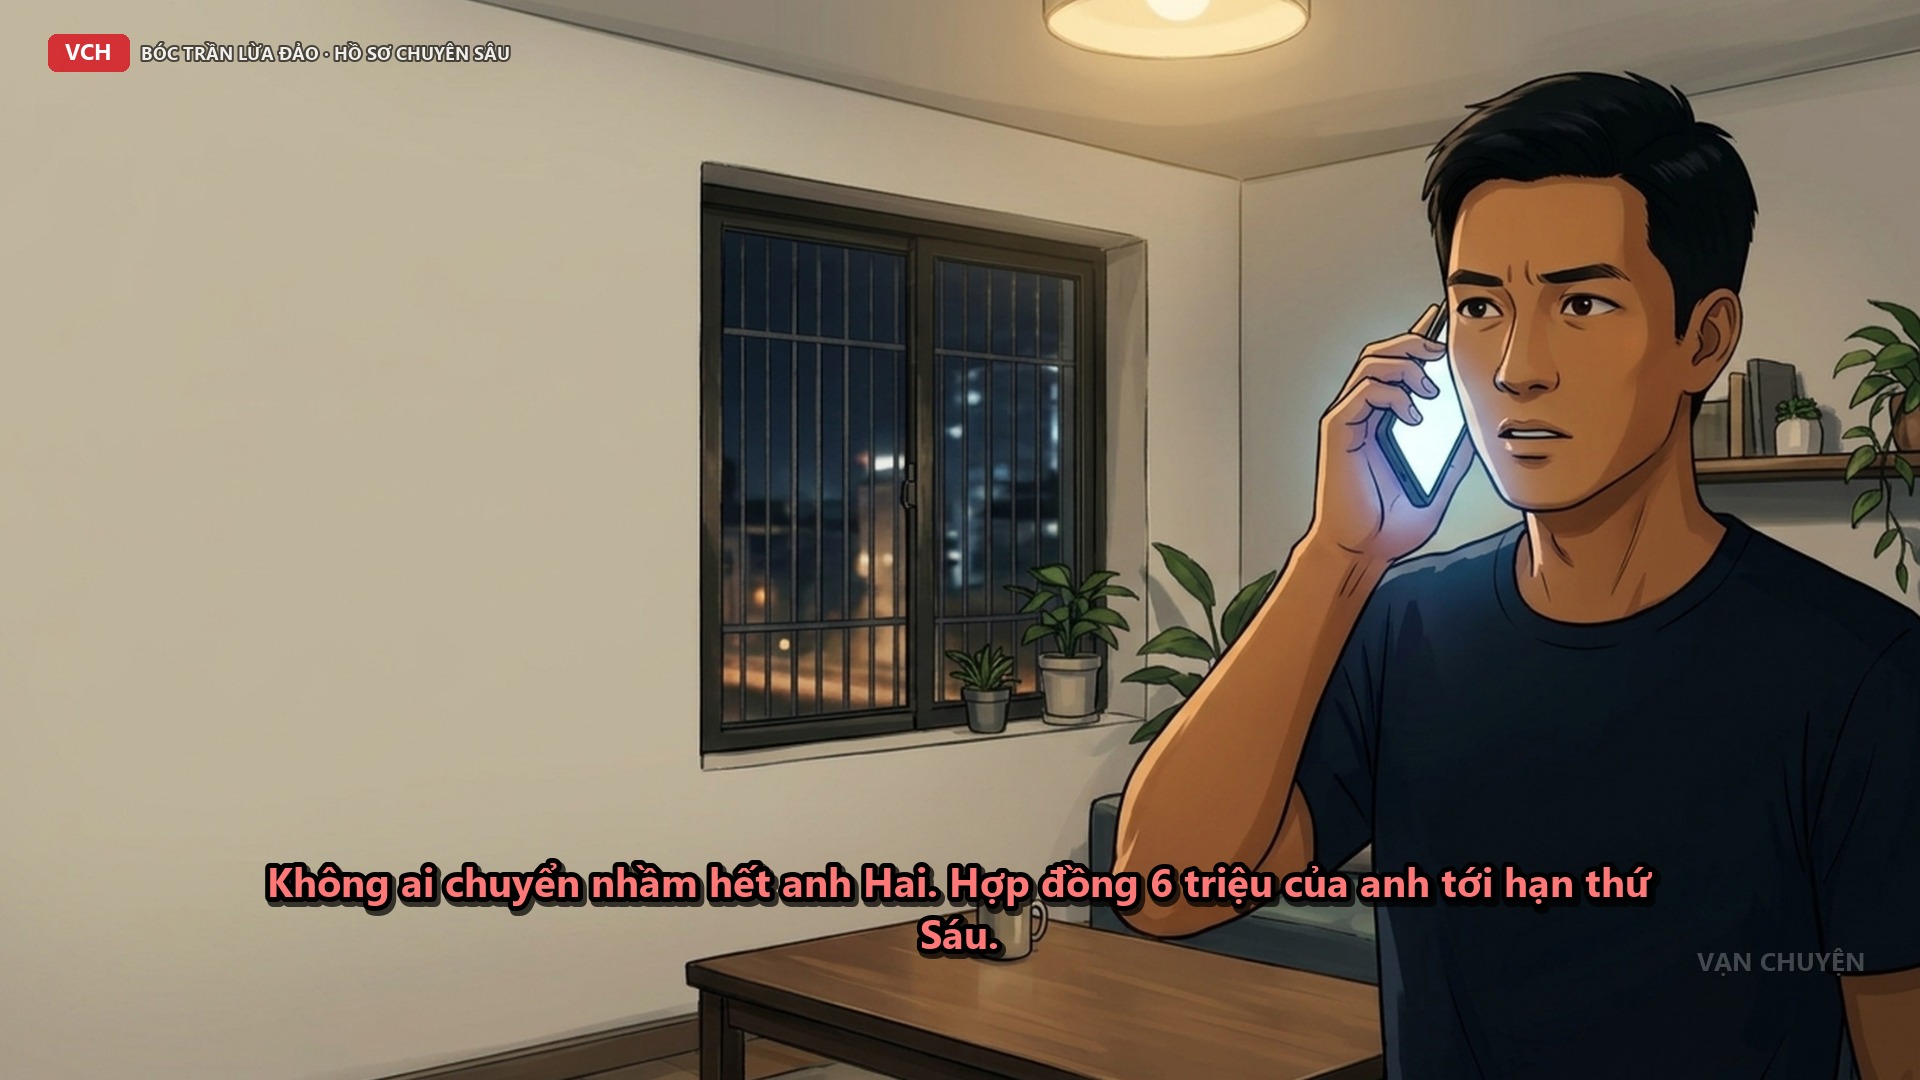 VCH
BÓC TRẦN LỪA ĐẢO · HỒ SƠ CHUYÊN SÂU
Không ai chuyển nhầm hết anh Hai. Hợp đồng 6 triệu của anh tới hạn thứ
Sáu.
VẠN CHUYỆN